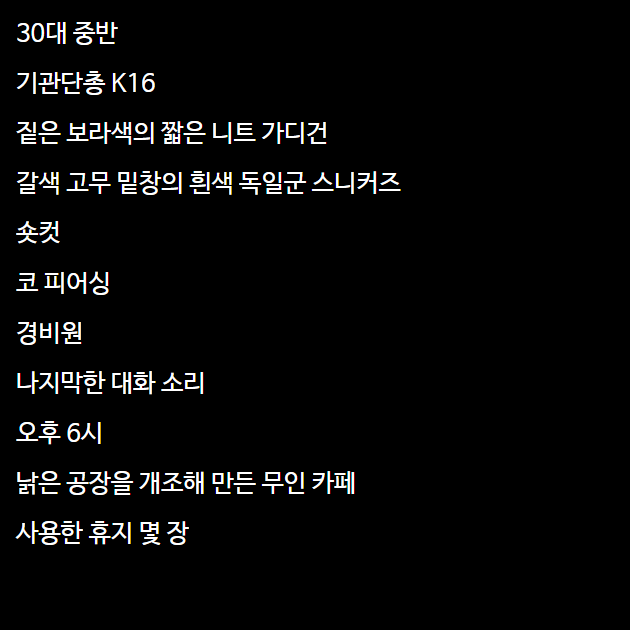 30대 중반
기관단총 K16
짙은 보라색의 짧은 니트 가디건
갈색 고무 밑창의 흰색 독일군 스니커즈
숏컷
코 피어싱
경비원
나지막한 대화 소리
오후 6시
낡은 공장을 개조해 만든 무인 카페
사용한 휴지 몇 장